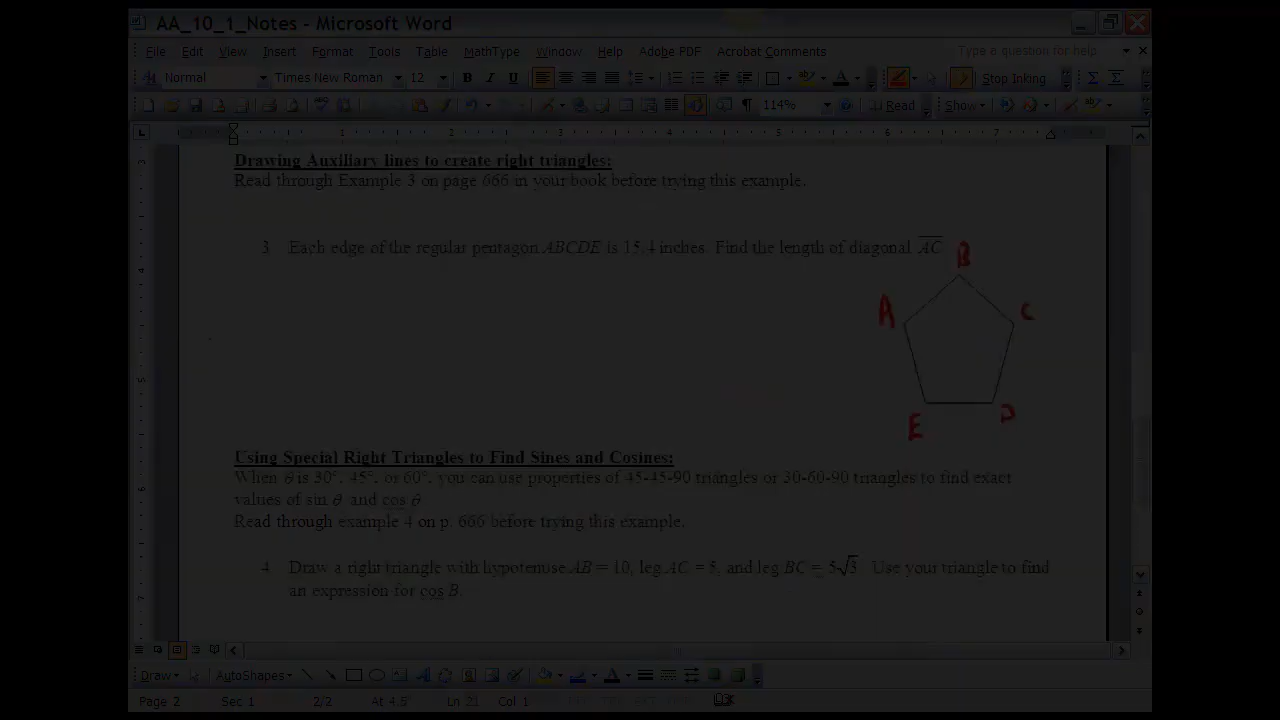 AA_10_1_Notes - Microsoft Word
File Edit View Insert Format Tools Table MathType Window Help Adobe PDF Acrobat Comments Type a question for help
Normal Times New Roman 12 B I U Stop Inking Σ Σ
114% Read Show
1 2 3 4 5 6 7
Drawing Auxiliary lines to create right triangles:
Read through Example 3 on page 666 in your book before trying this example.
3. Each edge of the regular pentagon ABCDE is 15.4 inches. Find the length of diagonal AC
B
A C
E D
Using Special Right Triangles to Find Sines and Cosines:
When θ is 30°, 45°, or 60°, you can use properties of 45-45-90 triangles or 30-60-90 triangles to find exact
values of sin θ and cos θ
Read through example 4 on p. 666 before trying this example.
4. Draw a right triangle with hypotenuse AB = 10, leg AC = 5, and leg BC = 5√3 Use your triangle to find
an expression for cos B.
Draw AutoShapes
Page 2 Sec 1 2/2 At 4.5" Ln 21 Col 1